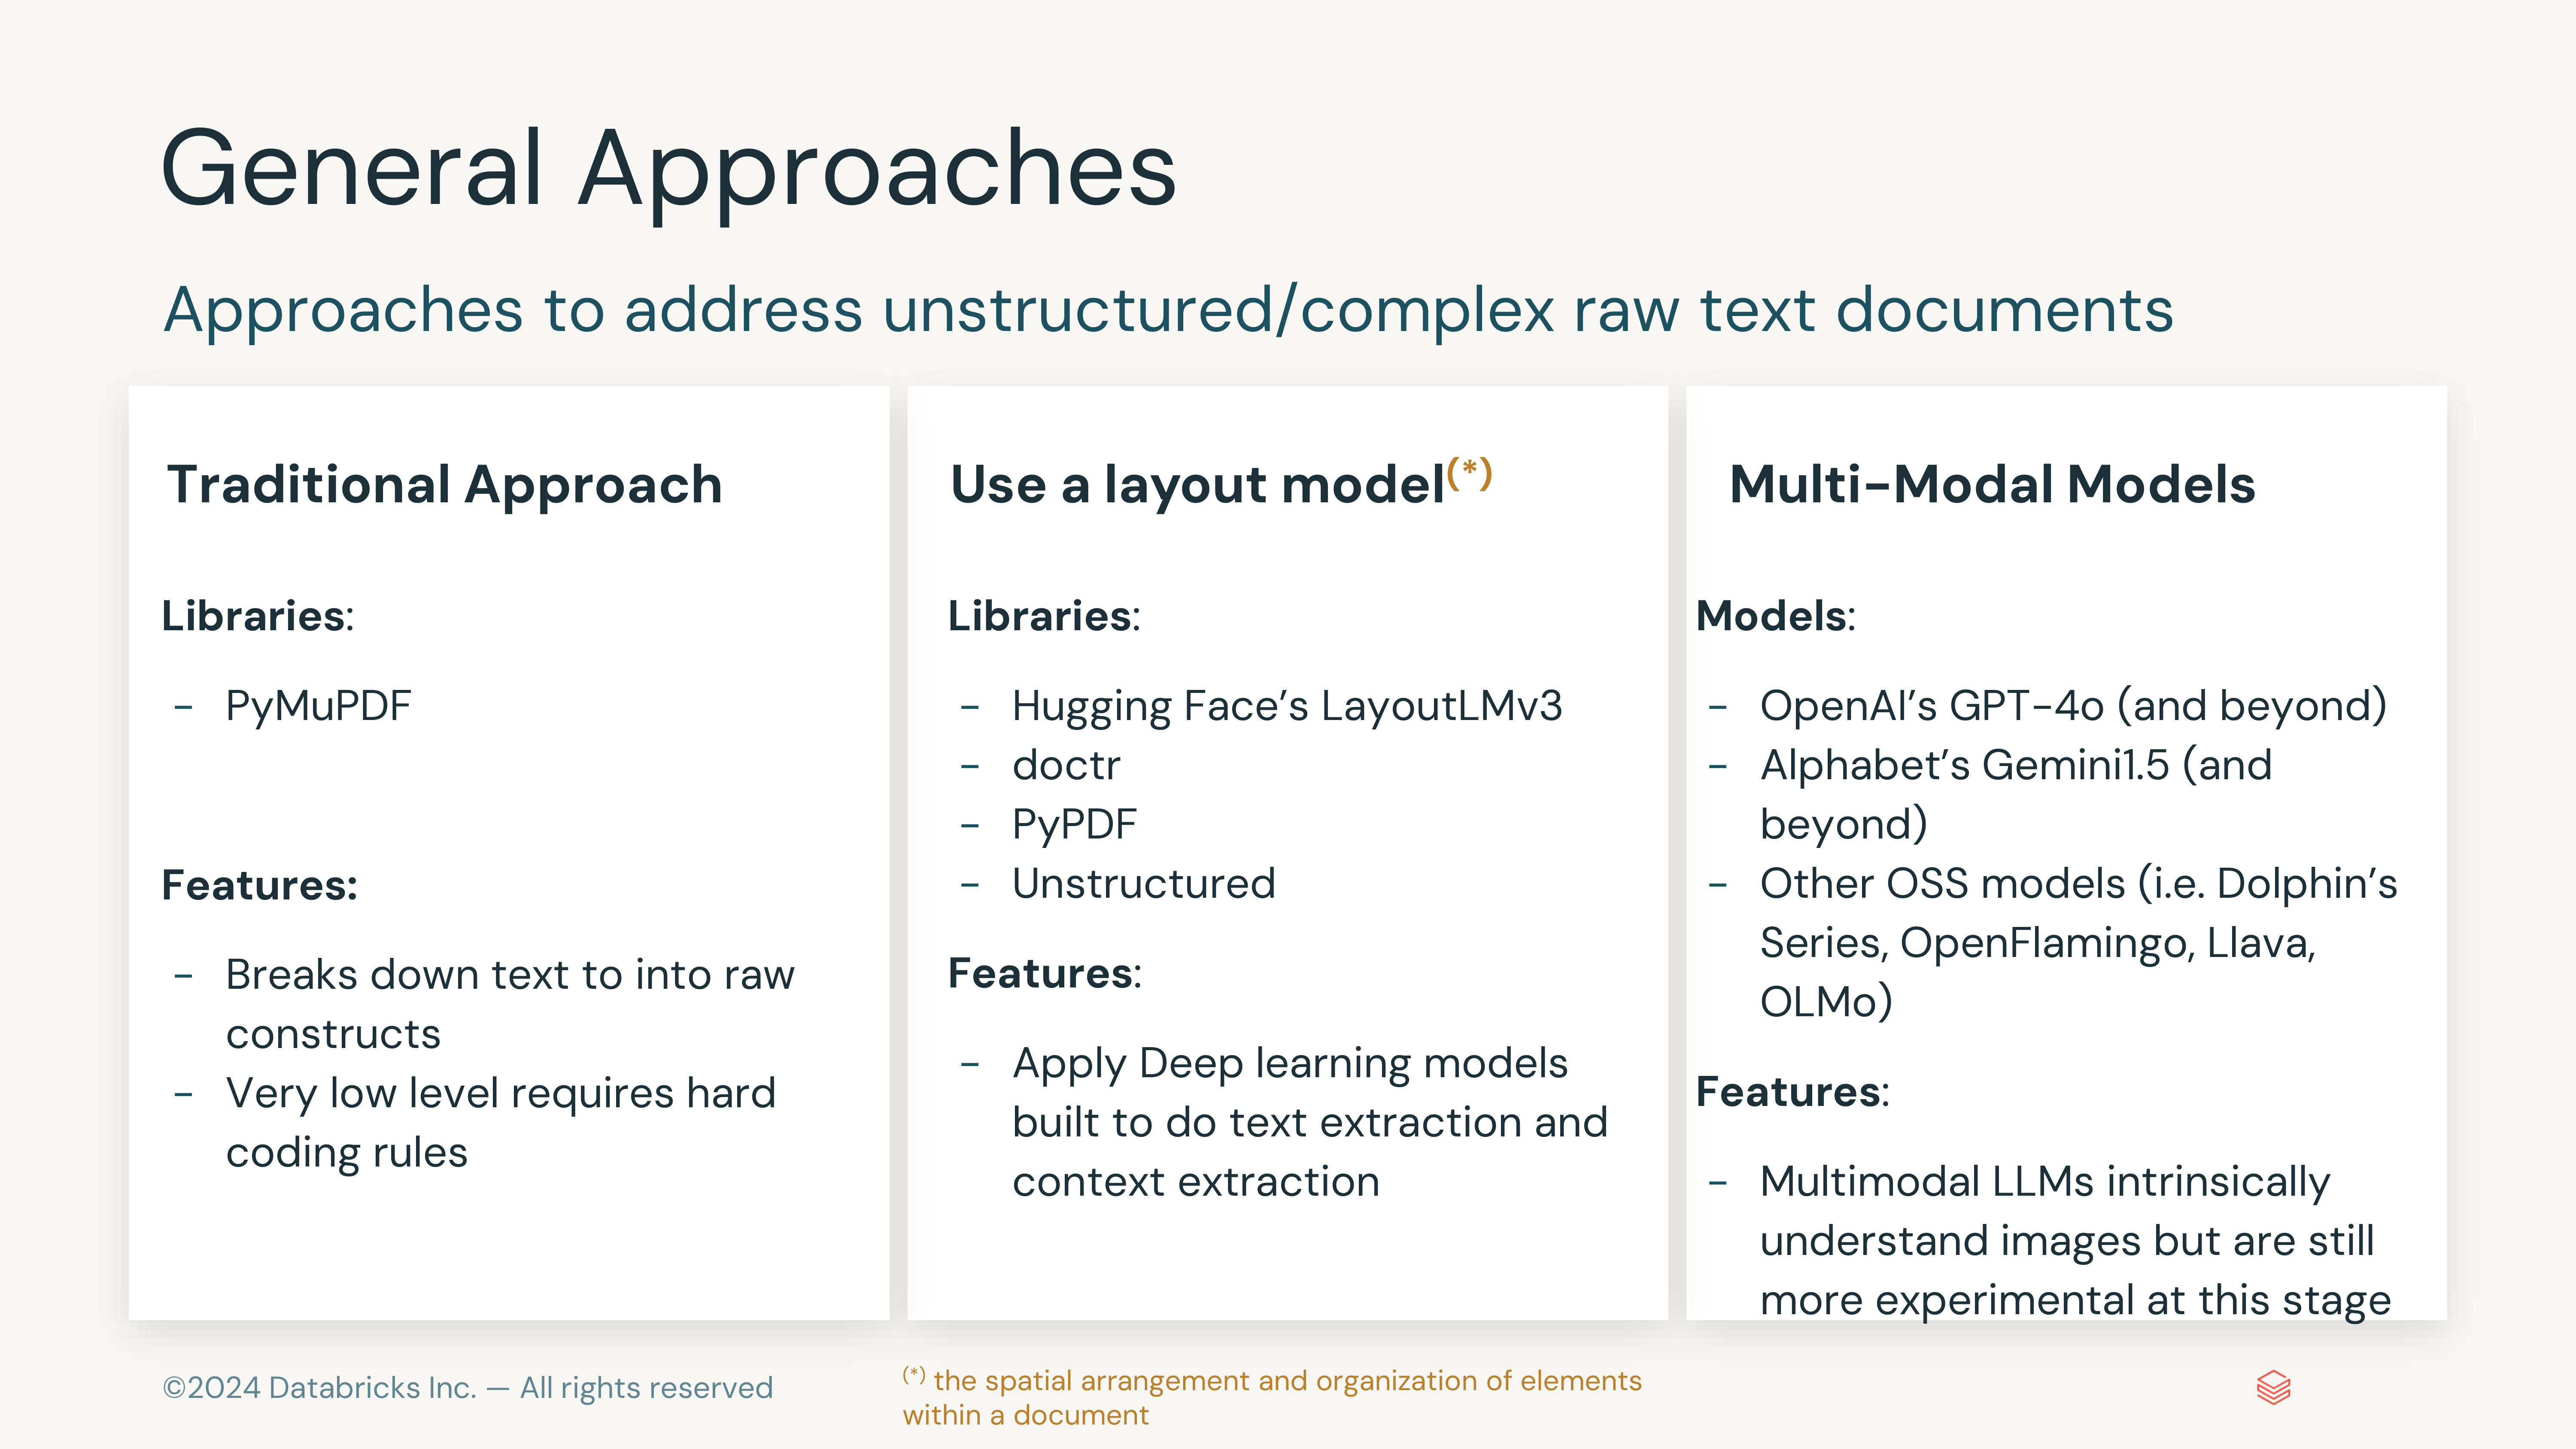 General Approaches
Approaches to address unstructured/complex raw text documents
Traditional Approach
Libraries:
- PyMuPDF
Features:
- Breaks down text to into raw
constructs
- Very low level requires hard
coding rules
Use a layout model(*)
Libraries:
- Hugging Face’s LayoutLMv3
- doctr
- PyPDF
- Unstructured
Features:
- Apply Deep learning models
built to do text extraction and
context extraction
Multi-Modal Models
Models:
- OpenAI’s GPT-4o (and beyond)
- Alphabet’s Gemini1.5 (and
beyond)
- Other OSS models (i.e. Dolphin’s
Series, OpenFlamingo, Llava,
OLMo)
Features:
- Multimodal LLMs intrinsically
understand images but are still
more experimental at this stage
©2024 Databricks Inc. — All rights reserved
(*) the spatial arrangement and organization of elements
within a document